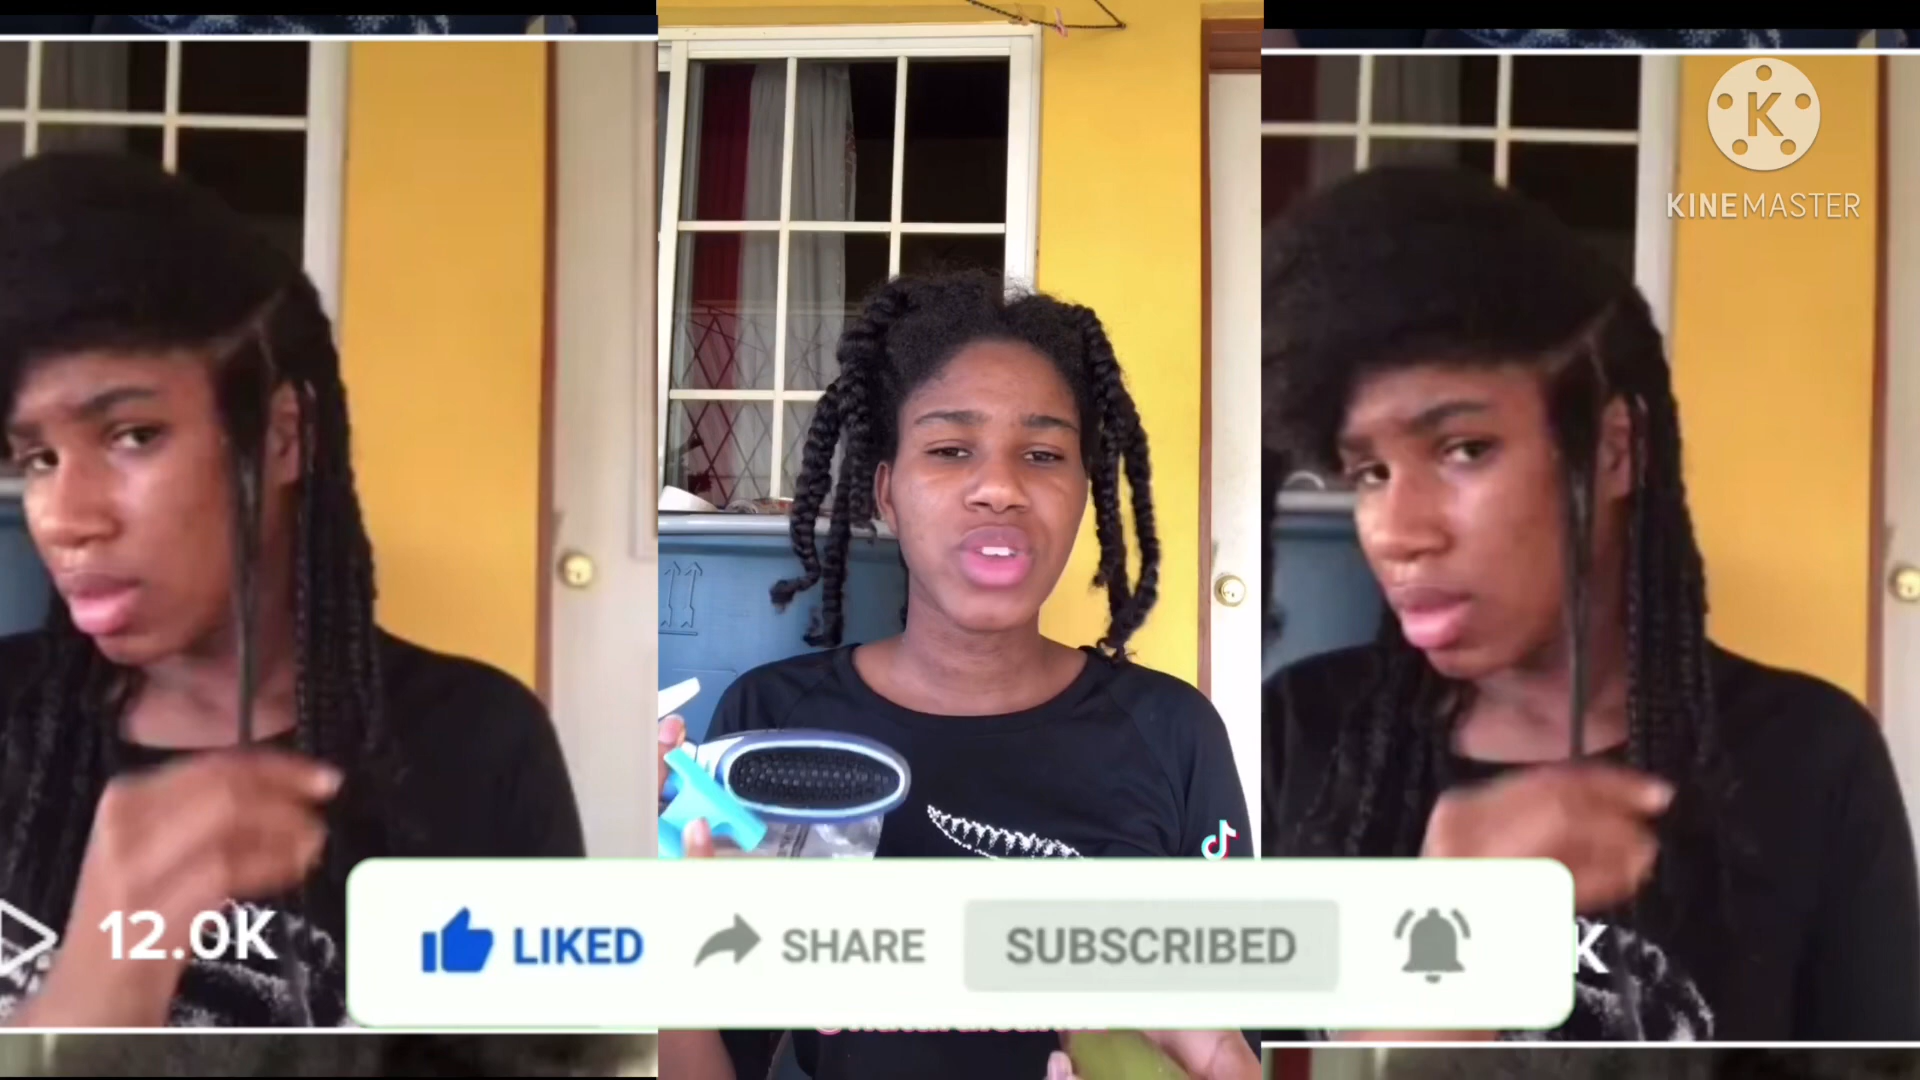 K
KINEMASTER
12.0K
LIKED
SHARE
SUBSCRIBED
K